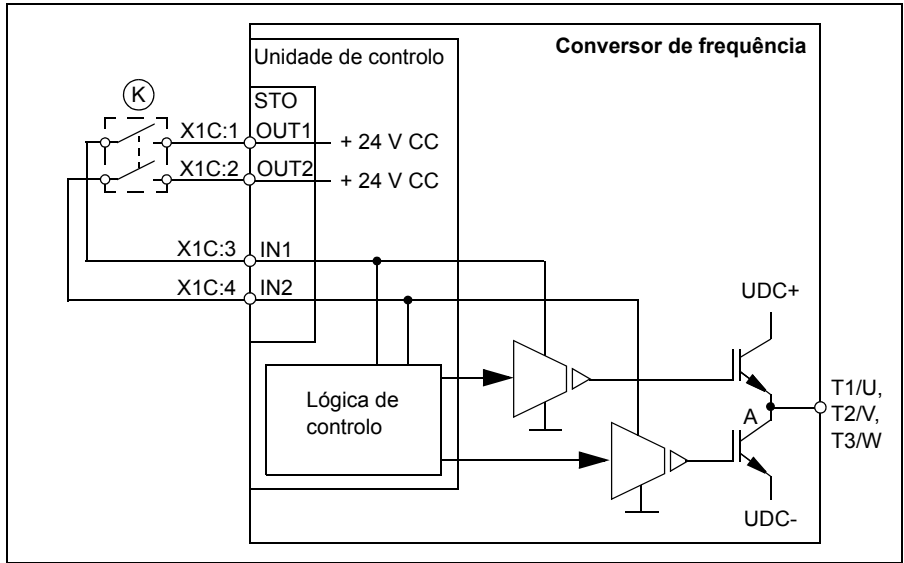 Conversor de frequência
Unidade de controlo
K
STO
X1C:1
OUT1
+ 24 V CC
X1C:2
OUT2
+ 24 V CC
X1C:3
IN1
X1C:4
IN2
UDC+
Lógica de
controlo
A
T1/U,
T2/V,
T3/W
UDC-